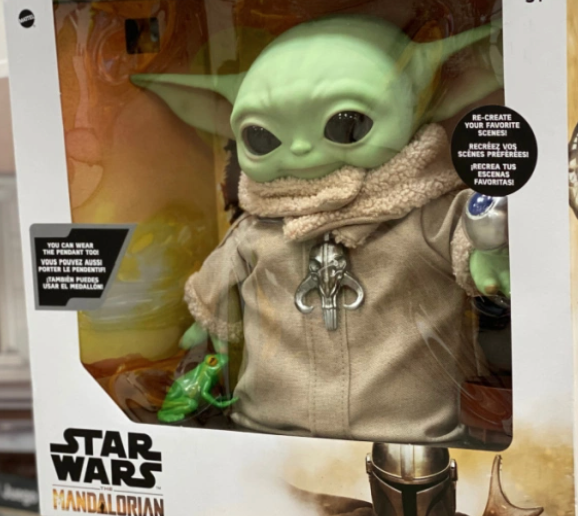 MATTEL
RE-CREATE
YOUR FAVORITE
SCENES!
RECRÉEZ VOS
SCÈNES PRÉFÉRÉES!
¡RECREA TUS
ESCENAS
FAVORITAS!
YOU CAN WEAR
THE PENDANT TOO!
VOUS POUVEZ AUSSI
PORTER LE PENDENTIF!
¡TAMBIÉN PUEDES
USAR EL MEDALLÓN!
STAR
WARS
THE
MANDALORIAN